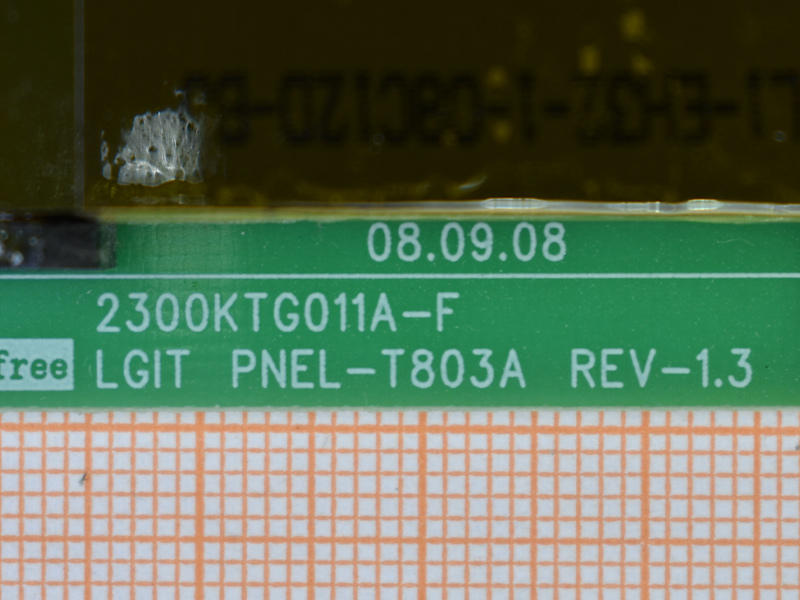 08.09.08
2300KTG011A-F
free
LGIT PNEL-T803A REV-1.3